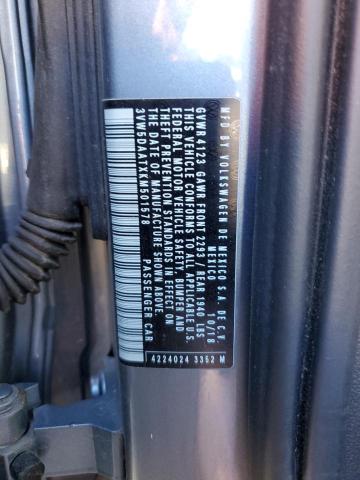 MFD BY VOLKSWAGEN DE MEXICO S.A. DE C.V.
MEXICO 10/18
GVWR 4123 GAWR FRONT 2293 / REAR 1940 LBS
THIS VEHICLE CONFORMS TO ALL APPLICABLE U.S.
FEDERAL MOTOR VEHICLE SAFETY, BUMPER AND
THEFT PREVENTION STANDARDS IN EFFECT ON
THE DATE OF MANUFACTURE SHOWN ABOVE.
3VW5DAAT7KM501578 PASSENGER CAR
4224024 3352 M